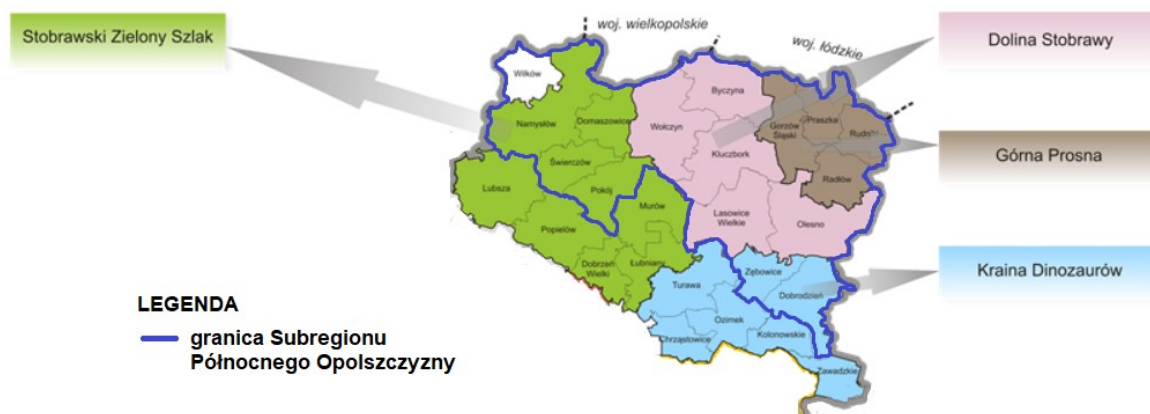 Stobrawski Zielony Szlak
woj. wielkopolskie
woj. łódzkie
Dolina Stobrawy
Wilków
Byczyna
Namysłów
Domaszowice
Wołczyn
Gorzów
Śląski
Praszka
Rudniki
Kluczbork
Górna Prosna
Świerczów
Radłów
Lubsza
Pokój
Murów
Lasowice
Wielkie
Olesno
Popielów
Dobrzeń
Wielki
Łubniany
Zębowice
Kraina Dinozaurów
Turawa
Dobrodzień
LEGENDA
Ozimek
Kolonowskie
granica Subregionu
Północnego Opolszczyzny
Chrząstowice
Zawadzkie